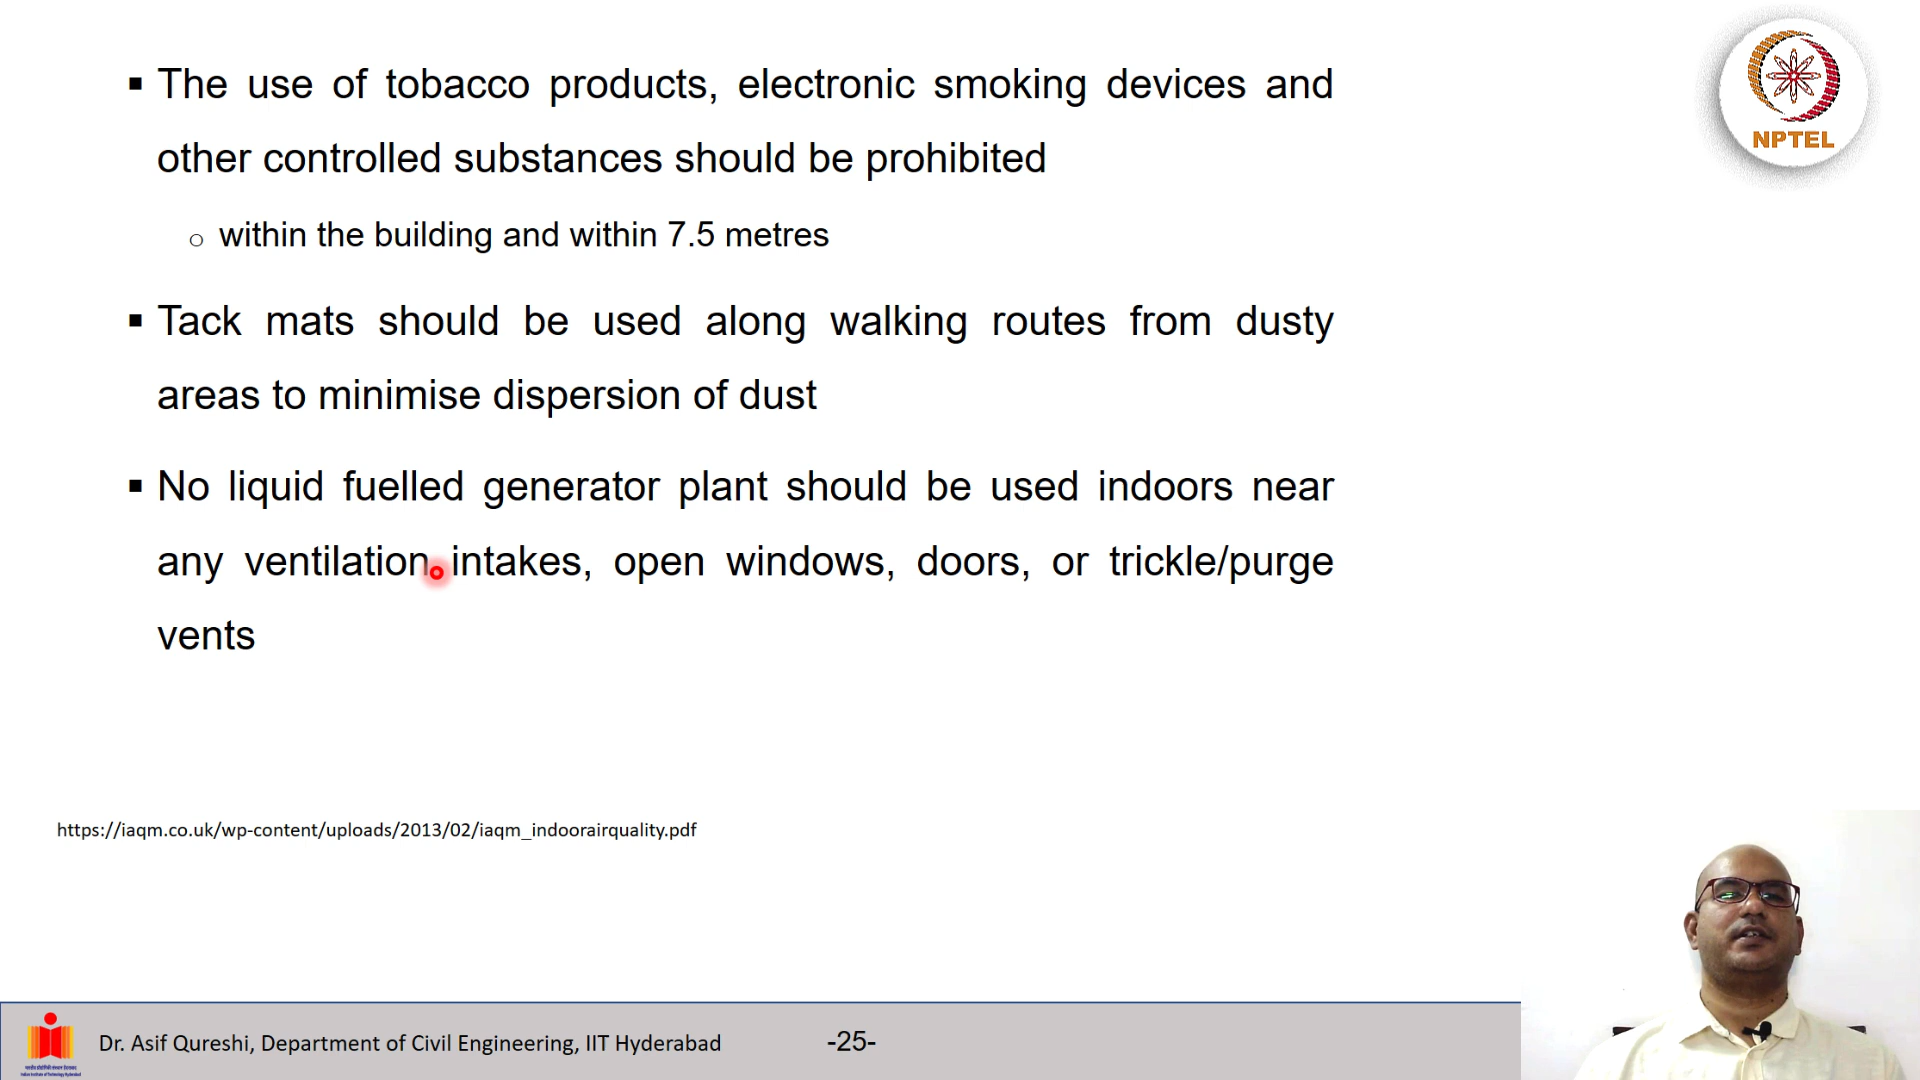 The use of tobacco products, electronic smoking devices and
other controlled substances should be prohibited
within the building and within 7.5 metres
Tack mats should be used along walking routes from dusty
areas to minimise dispersion of dust
No liquid fuelled generator plant should be used indoors near
any ventilation intakes, open windows, doors, or trickle/purge
vents
NPTEL
https://iaqm.co.uk/wp-content/uploads/2013/02/iaqm_indoorairquality.pdf
Dr. Asif Qureshi, Department of Civil Engineering, IIT Hyderabad
-25-